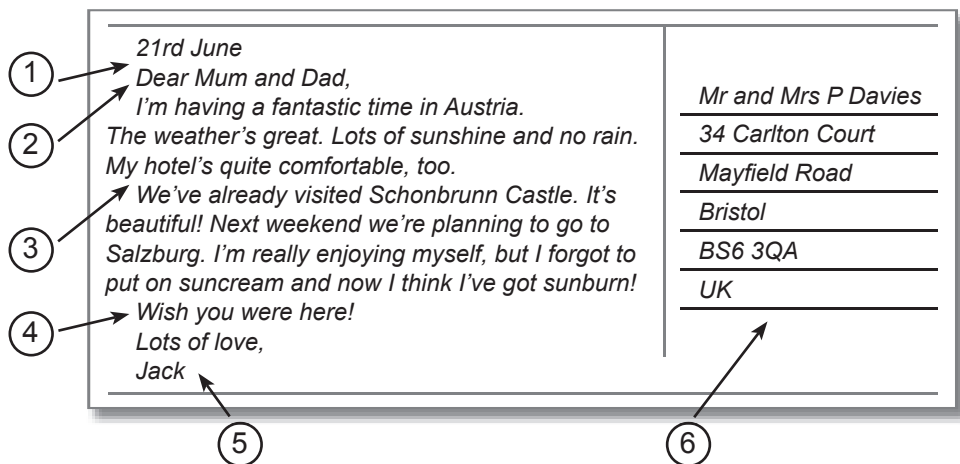 21rd June
Dear Mum and Dad,
I'm having a fantastic time in Austria.
The weather's great. Lots of sunshine and no rain.
My hotel's quite comfortable, too.
We've already visited Schonbrunn Castle. It's
beautiful! Next weekend we're planning to go to
Salzburg. I'm really enjoying myself, but I forgot to
put on suncream and now I think I've got sunburn!
Wish you were here!
Lots of love,
Jack
Mr and Mrs P Davies
34 Carlton Court
Mayfield Road
Bristol
BS6 3QA
UK
1
2
3
4
5
6